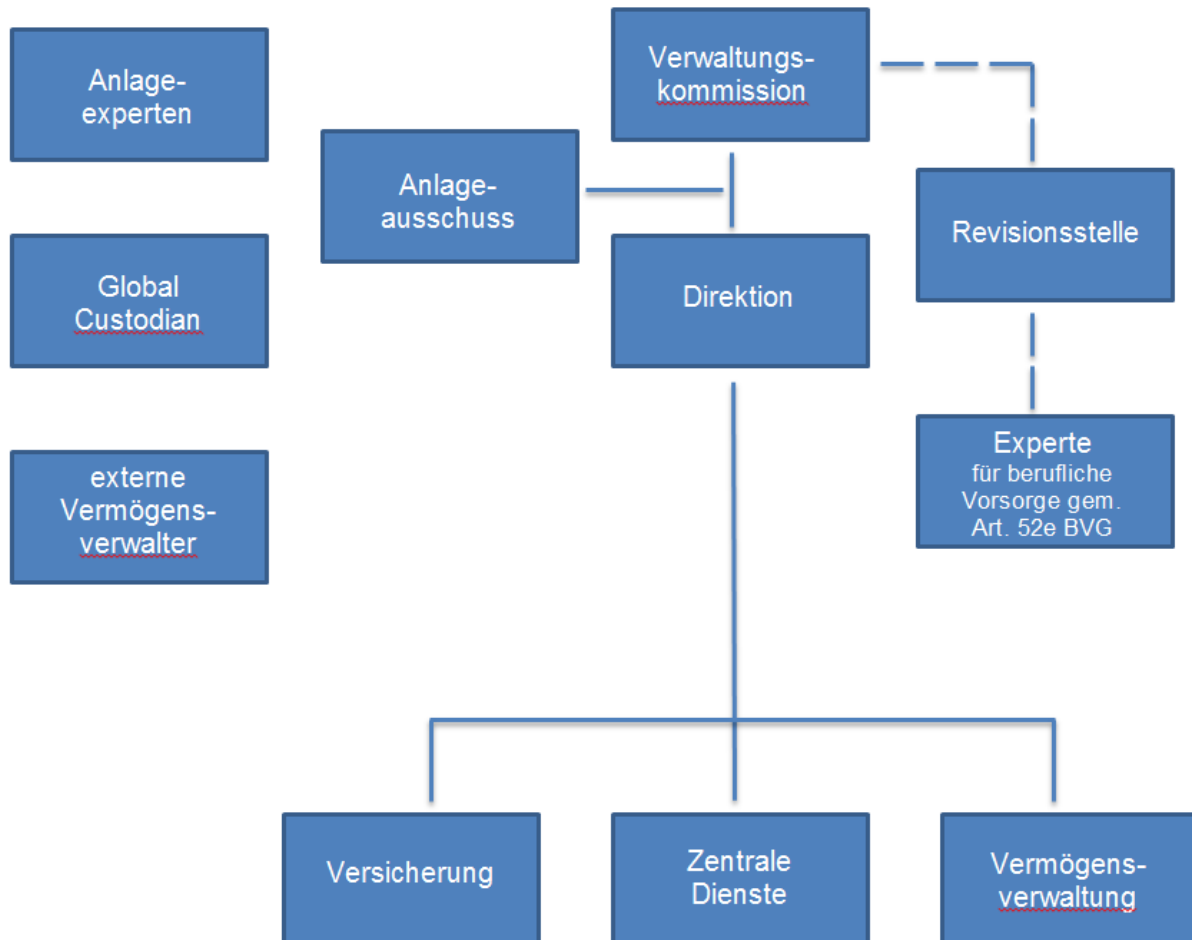 Anlage-
experten
Verwaltungs-
kommission
Anlage-
ausschuss
Revisionsstelle
Global
Custodian
Direktion
externe
Vermögens-
verwalter
Experte
für berufliche
Vorsorge gem.
Art. 52e BVG
Versicherung
Zentrale
Dienste
Vermögens-
verwaltung